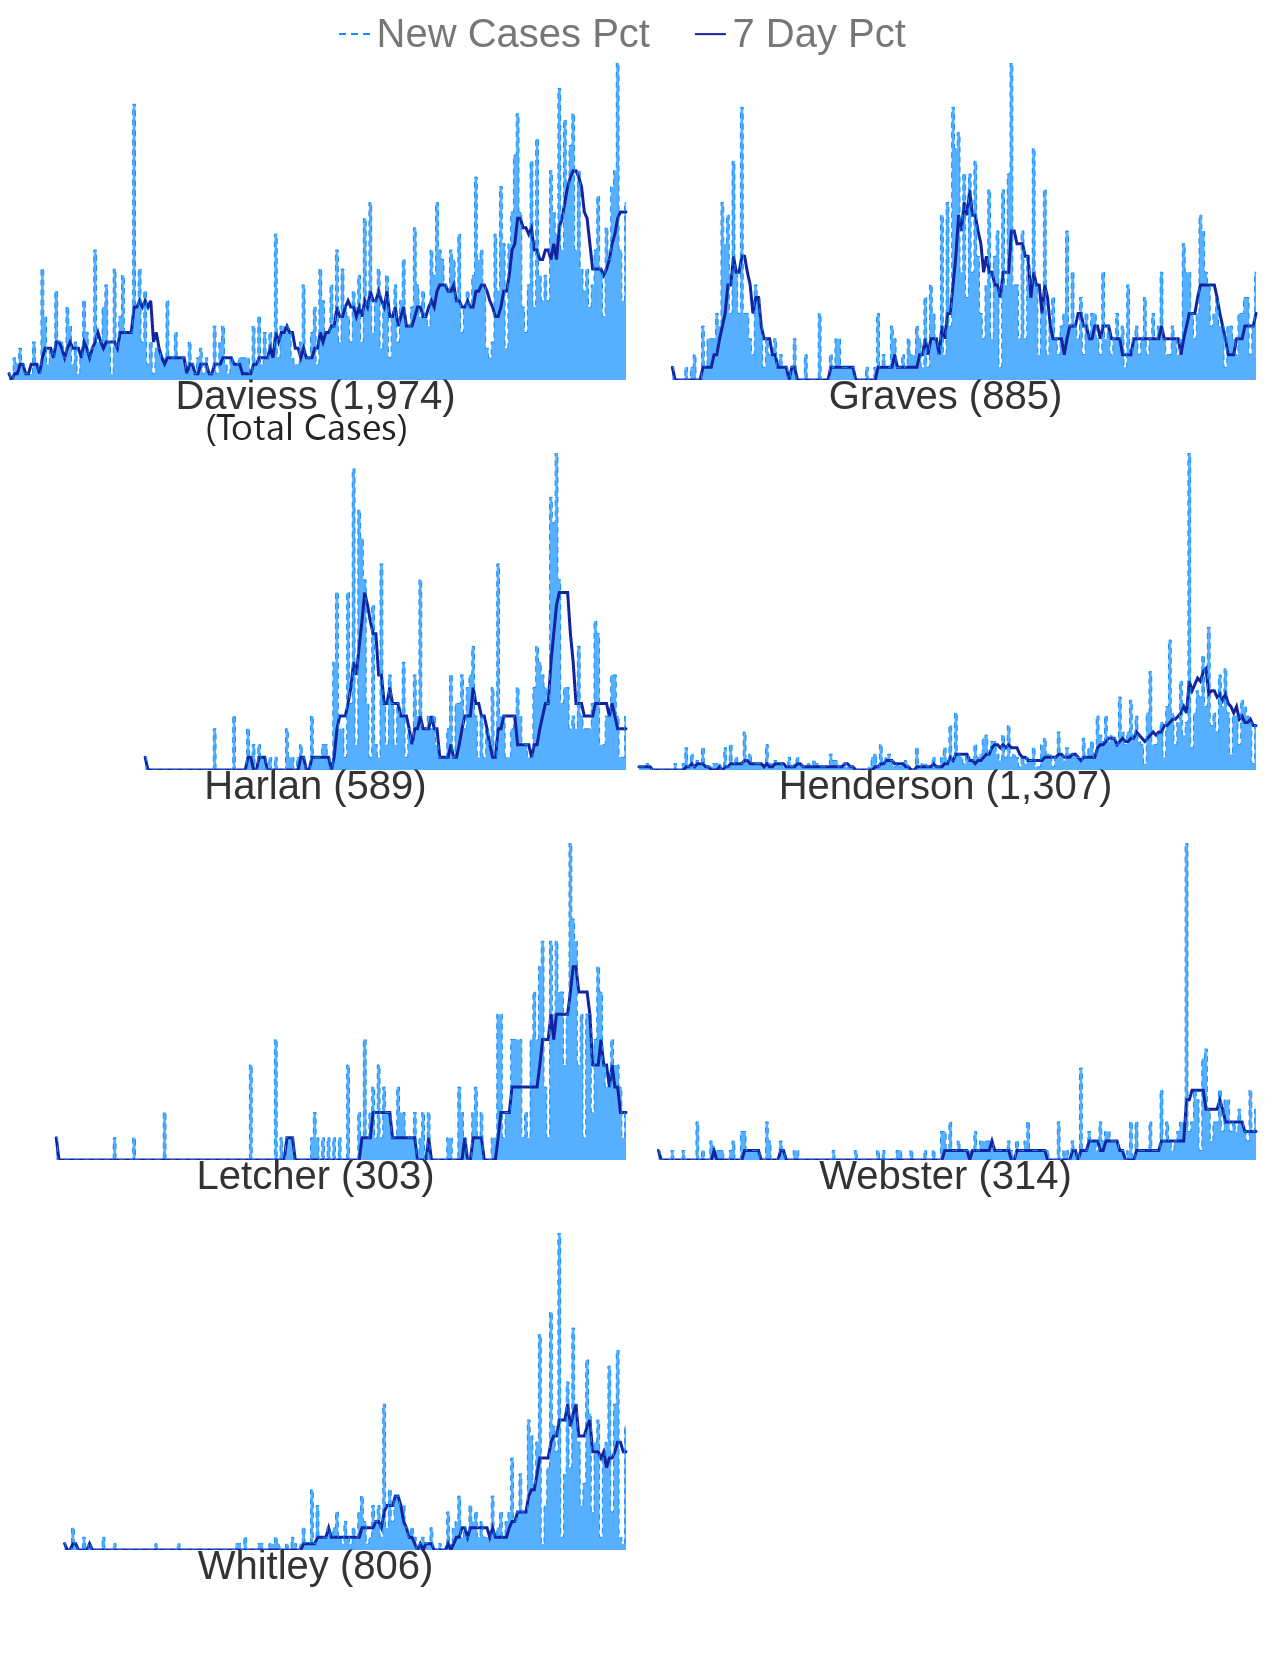 New Cases Pct 7 Day Pct
Daviess (1,974) Graves (885)
(Total Cases)
Harlan (589) Henderson (1,307)
Letcher (303) Webster (314)
Whitley (806)